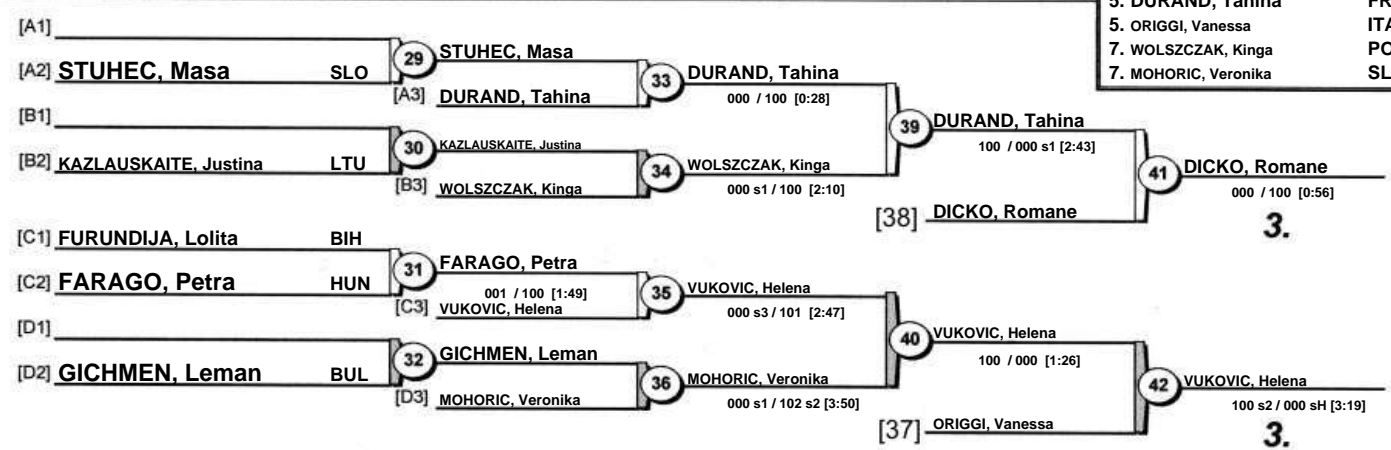 5. DURAND, Tahina
5. ORIGGI, Vanessa ITA
7. WOLSZCZAK, Kinga
7. MOHORIC, Veronika
[A1]
[A2] STUHEC, Masa SLO
29
STUHEC, Masa
[A3] DURAND, Tahina
33
DURAND, Tahina
000 / 100 [0:28]
[B1]
[B2] KAZLAUSKAITE, Justina LTU
30
KAZLAUSKAITE, Justina
[B3] WOLSZCZAK, Kinga
34
WOLSZCZAK, Kinga
000 s1 / 100 [2:10]
39
DURAND, Tahina
100 / 000 s1 [2:43]
[38] DICKO, Romane
41
DICKO, Romane
000 / 100 [0:56]
3.
[C1] FURUNDIJA, Lolita BIH
[C2] FARAGO, Petra HUN
31
FARAGO, Petra
001 / 100 [1:49]
[C3] VUKOVIC, Helena
35
VUKOVIC, Helena
000 s3 / 101 [2:47]
[D1]
[D2] GICHMEN, Leman BUL
32
GICHMEN, Leman
[D3] MOHORIC, Veronika
36
MOHORIC, Veronika
000 s1 / 102 s2 [3:50]
40
VUKOVIC, Helena
100 / 000 [1:26]
[37] ORIGGI, Vanessa
42
VUKOVIC, Helena
100 s2 / 000 sH [3:19]
3.